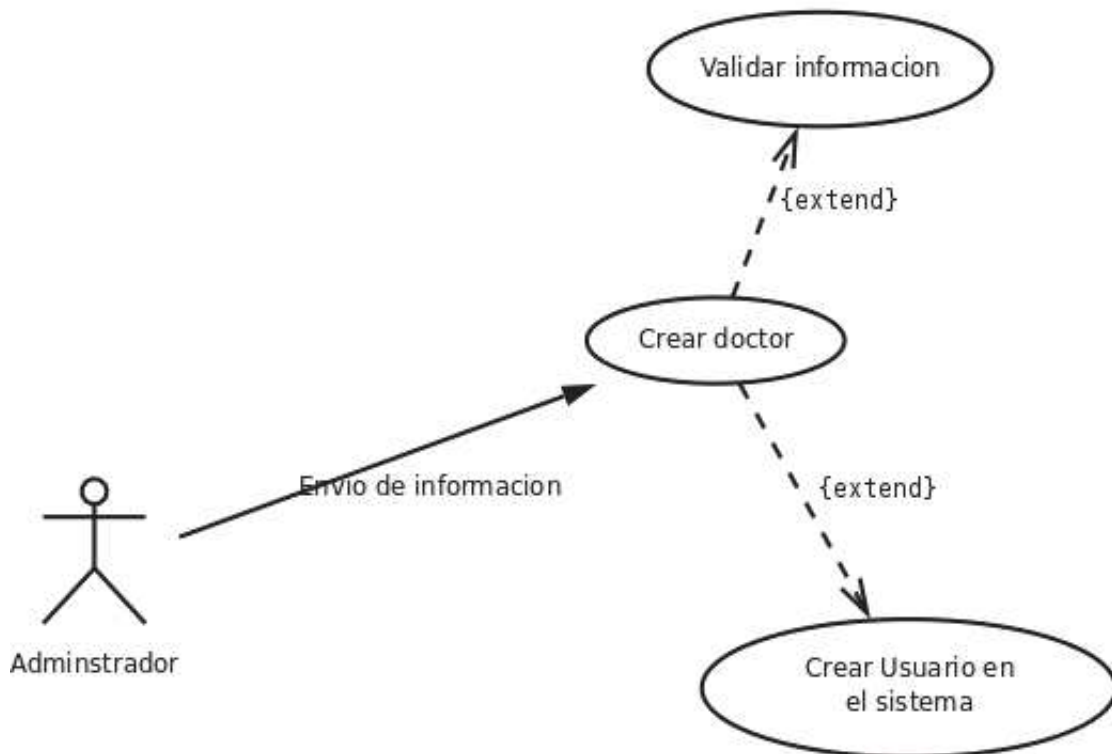 Validar informacion
{extend}
Crear doctor
Envio de informacion
{extend}
Adminstrador
Crear Usuario en
el sistema